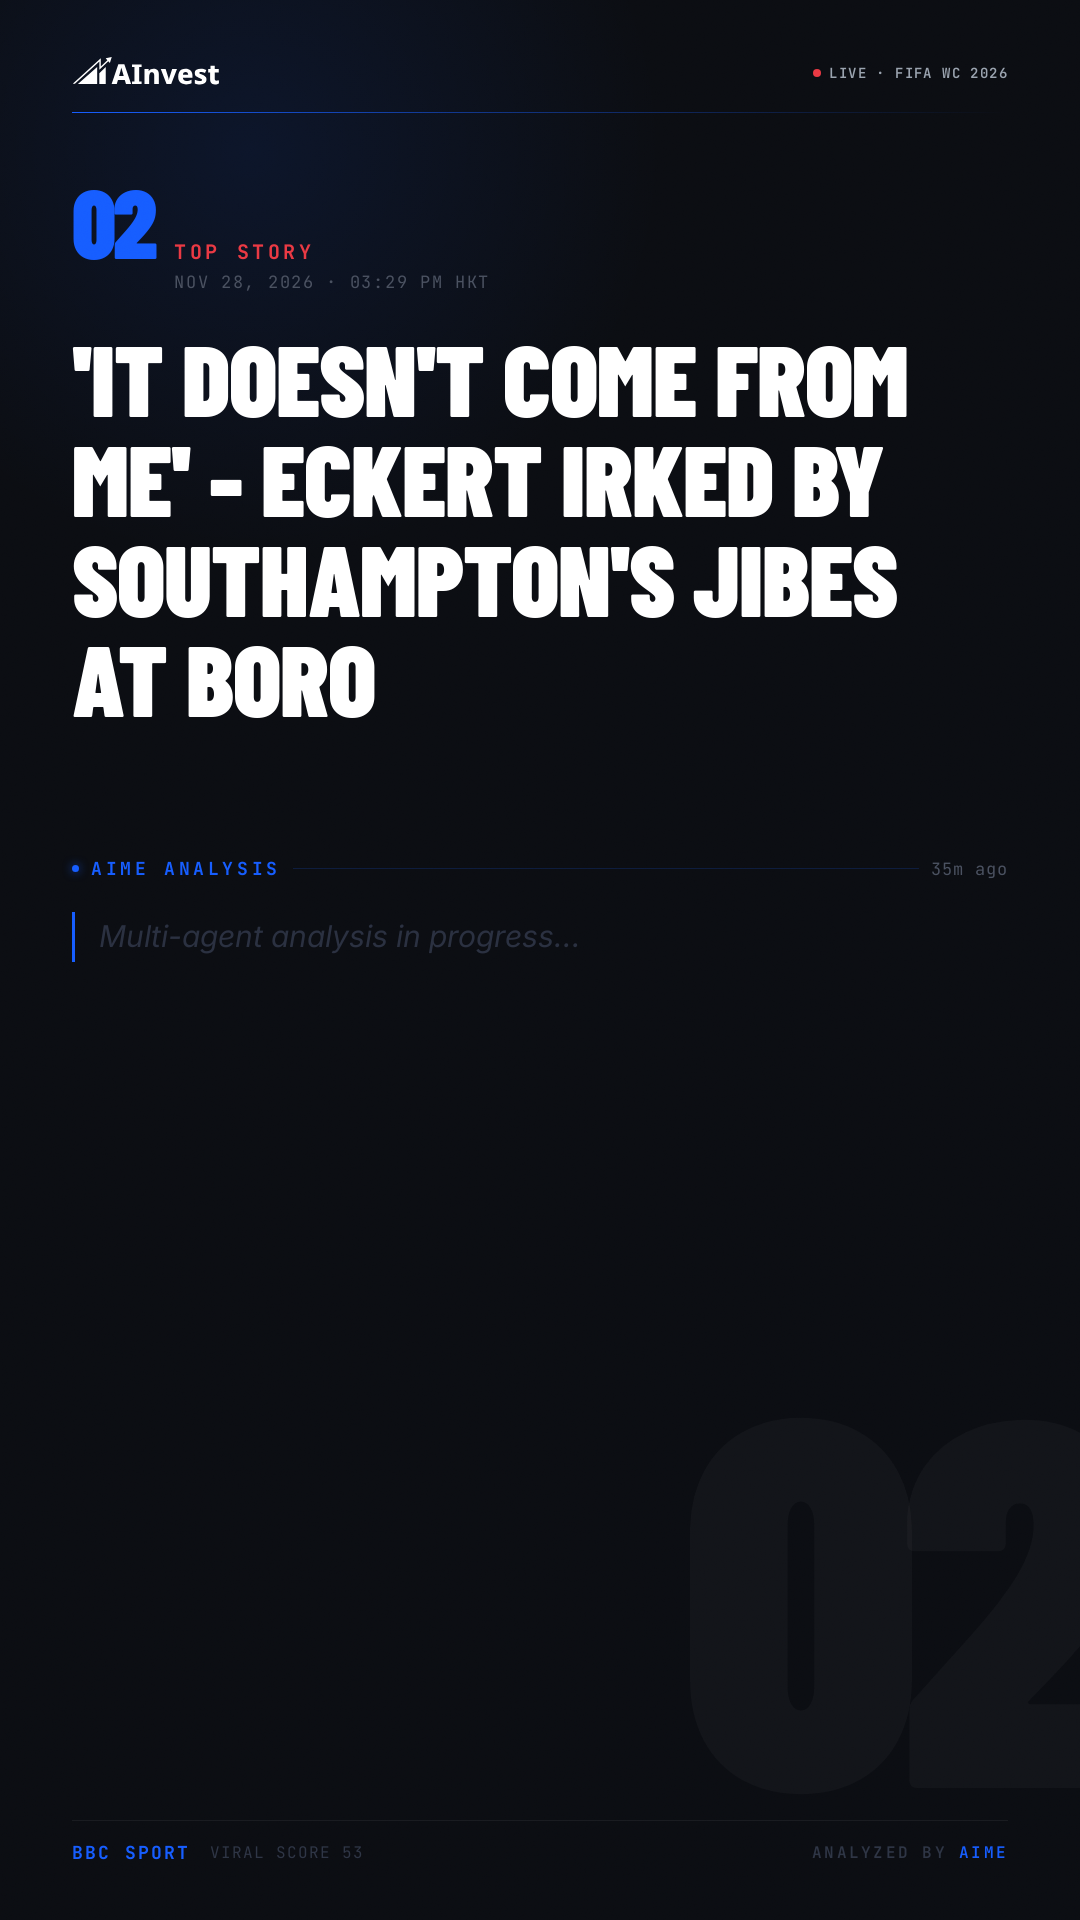 AInvest
LIVE · FIFA WC 2026
02
TOP STORY
NOV 28, 2026 · 03:29 PM HKT
'IT DOESN'T COME FROM
ME' - ECKERT IRKED BY
SOUTHAMPTON'S JIBES
AT BORO
AIME ANALYSIS
35m ago
Multi-agent analysis in progress...
02
BBC SPORT VIRAL SCORE 53
ANALYZED BY AIME